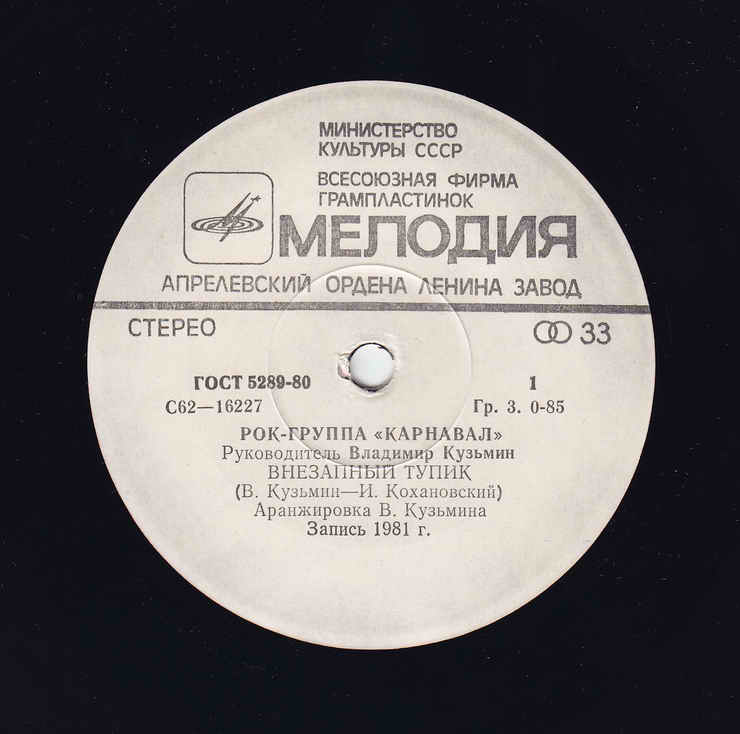 МИНИСТЕРСТВО
КУЛЬТУРЫ СССР
ВСЕСОЮЗНАЯ ФИРМА
ГРАМПЛАСТИНОК
МЕЛОДИЯ
АПРЕЛЕВСКИЙ ОРДЕНА ЛЕНИНА ЗАВОД
СТЕРЕО 33
ГОСТ 5289-80 1
С62—16227 Гр. 3. 0-85
РОК-ГРУППА «КАРНАВАЛ»
Руководитель Владимир Кузьмин
ВНЕЗАПНЫЙ ТУПИК
(В. Кузьмин—И. Кохановский)
Аранжировка В. Кузьмина
Запись 1981 г.